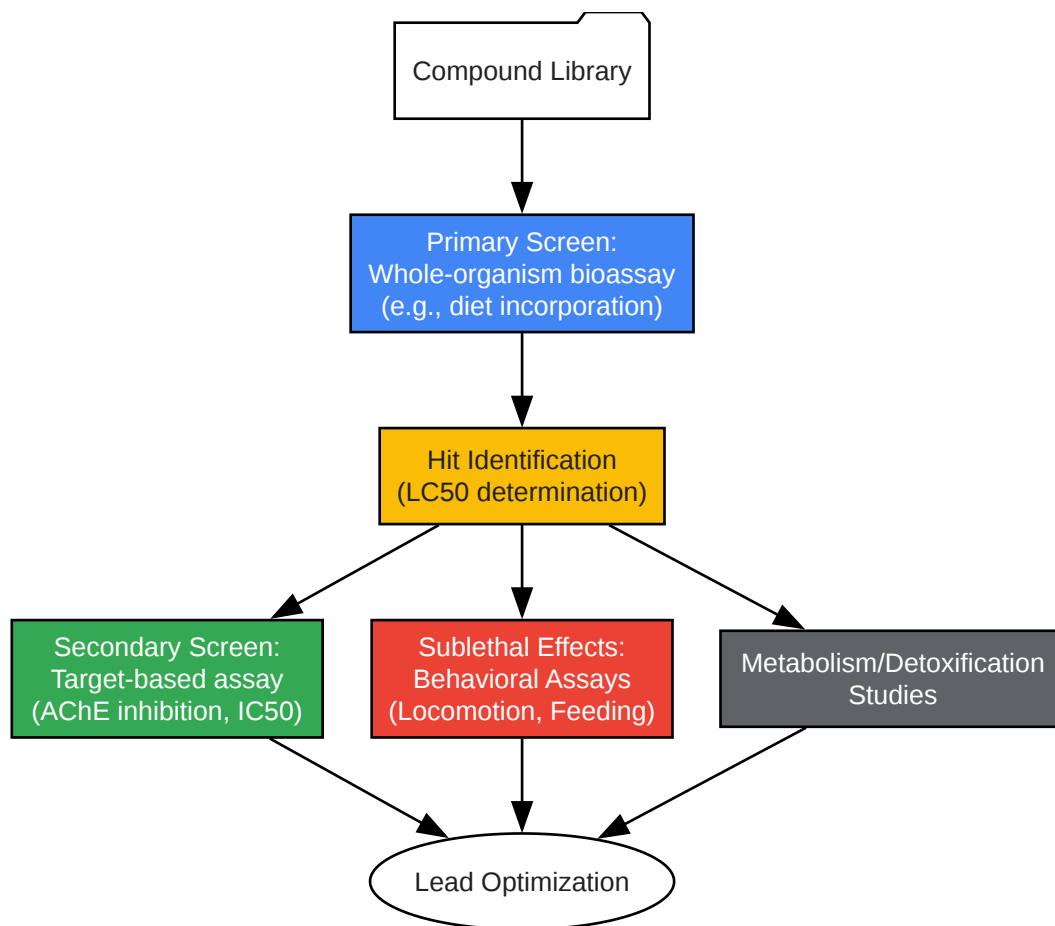 Compound Library
Primary Screen:
Whole-organism bioassay
(e.g., diet incorporation)
Hit Identification
(LC50 determination)
Secondary Screen:
Target-based assay
(AChE inhibition, IC50)
Sublethal Effects:
Behavioral Assays
(Locomotion, Feeding)
Metabolism/Detoxification
Studies
Lead Optimization